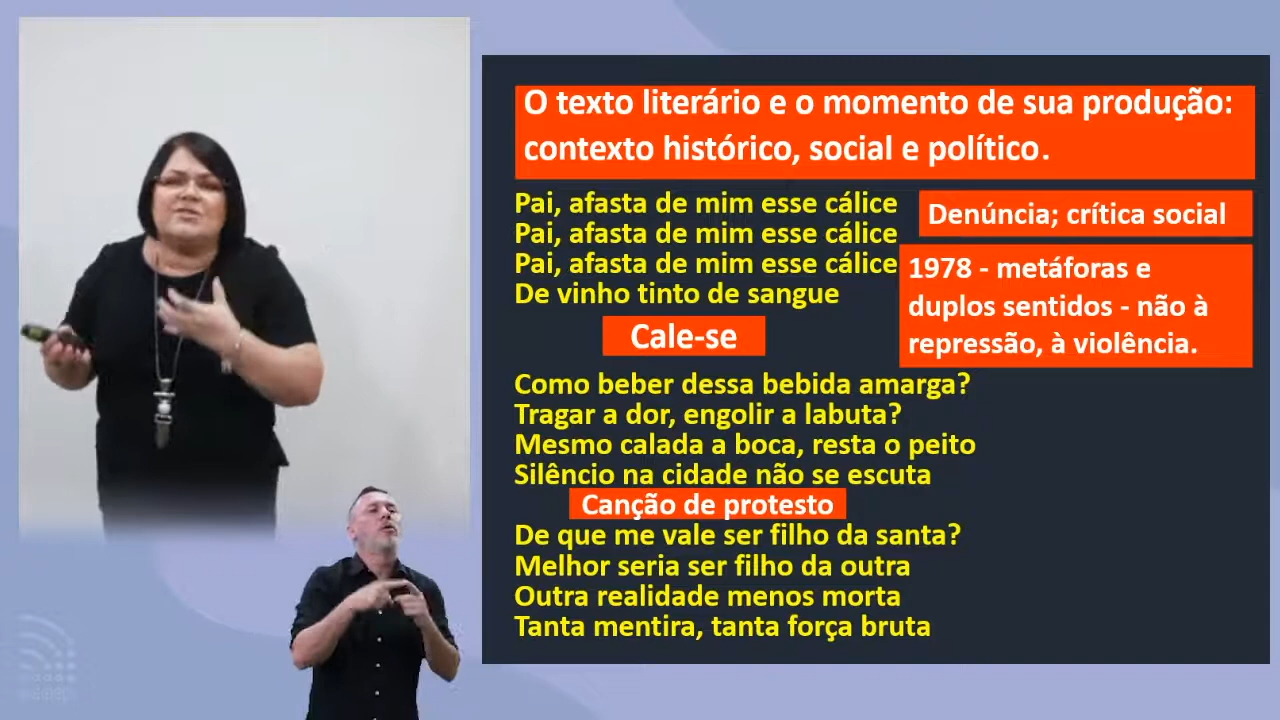 O texto literário e o momento de sua produção:
contexto histórico, social e político.
Pai, afasta de mim esse cálice
Pai, afasta de mim esse cálice
Pai, afasta de mim esse cálice
De vinho tinto de sangue
Denúncia; crítica social
1978 - metáforas e
duplos sentidos - não à
repressão, à violência.
Cale-se
Como beber dessa bebida amarga?
Tragar a dor, engolir a labuta?
Mesmo calada a boca, resta o peito
Silêncio na cidade não se escuta
Canção de protesto
De que me vale ser filho da santa?
Melhor seria ser filho da outra
Outra realidade menos morta
Tanta mentira, tanta força bruta